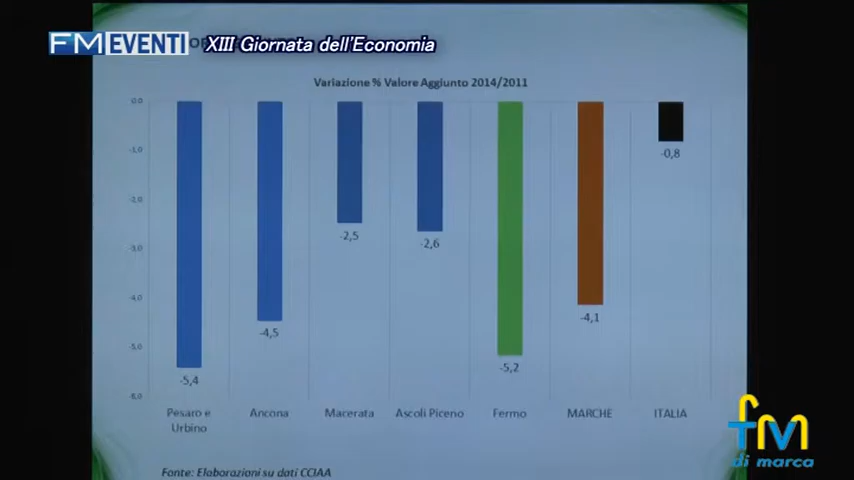 FM EVENTI XIII Giornata dell'Economia
Variazione % Valore Aggiunto 2014/2011
0,0
-1,0
-2,0
-3,0
-4,0
-5,0
-6,0
-5,4
-4,5
-2,5
-2,6
-5,2
-4,1
-0,8
Pesaro e
Urbino
Ancona
Macerata
Ascoli Piceno
Fermo
MARCHE
ITALIA
Fonte: Elaborazioni su dati CCIAA
fm
di marca